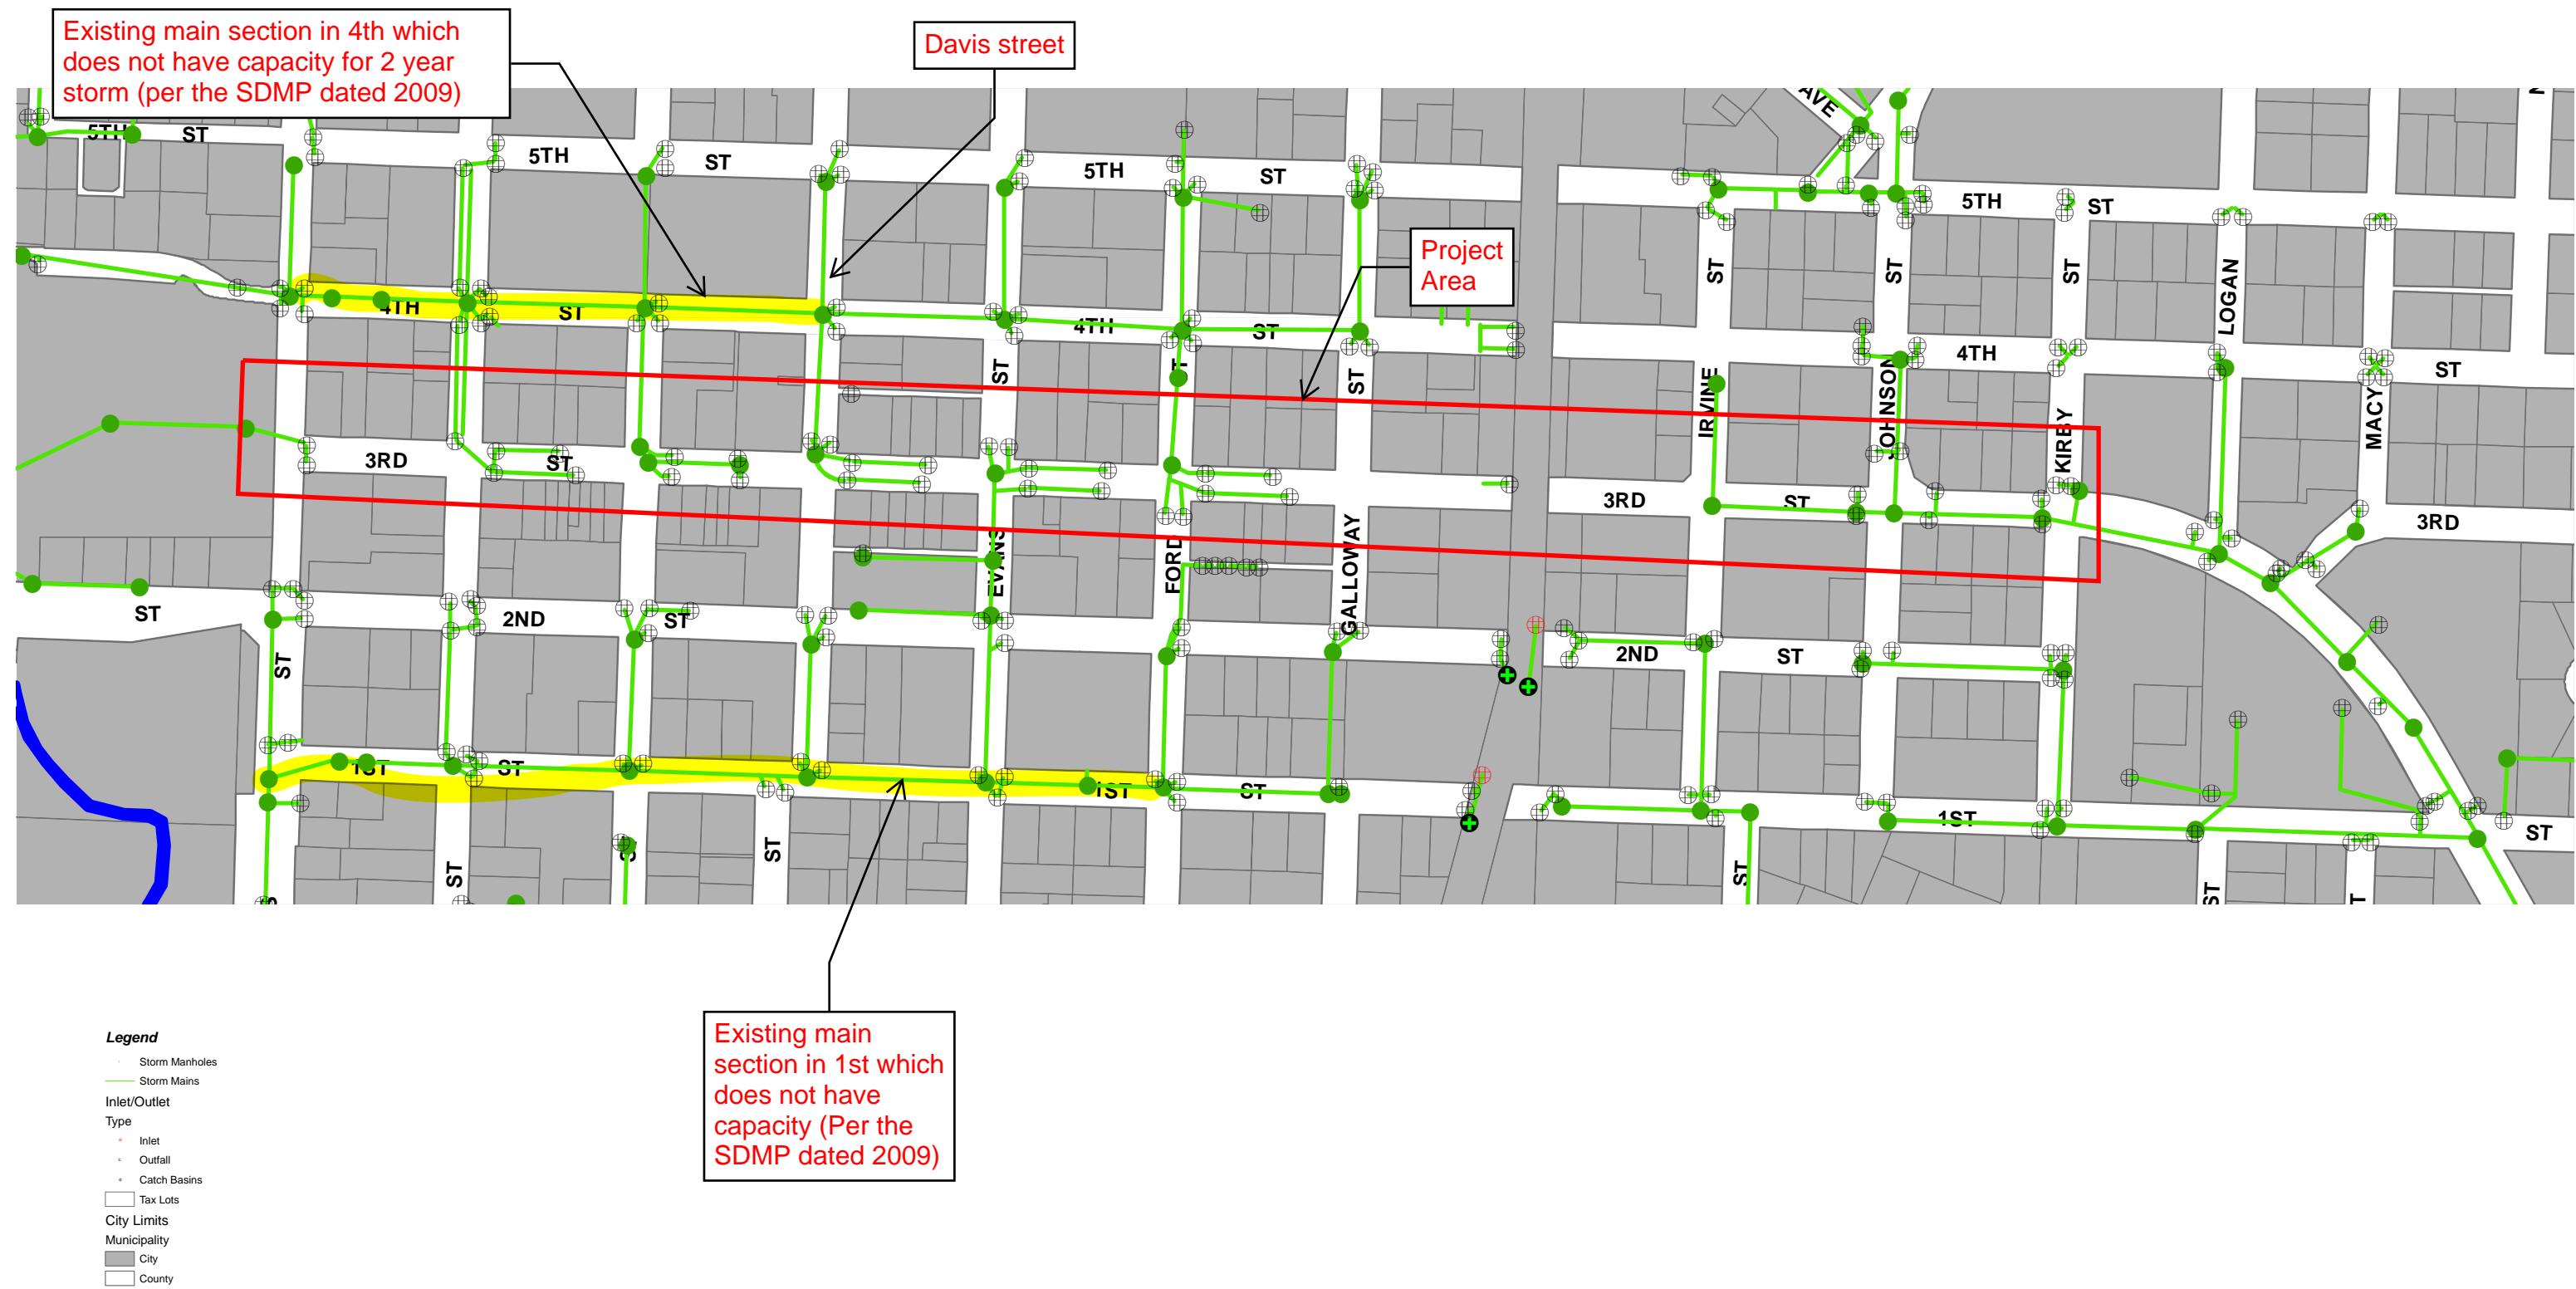 Existing main section in 4th which
does not have capacity for 2 year
storm (per the SDMP dated 2009)
Davis street
AVE
5TH
ST
5TH
ST
5TH
ST
5TH
ST
Project
Area
ST
ST
ST
LOGAN
4TH
ST
4TH
ST
4TH
ST
ST
ST
IRVINE
JOHNSON
KIRBY
MACY
3RD
ST
3RD
ST
3RD
EVANS
FORD
GALLOWAY
ST
2ND
ST
2ND
ST
ST
1ST
ST
1ST
ST
1ST
ST
ST
ST
ST
ST
Existing main
section in 1st which
does not have
capacity (Per the
SDMP dated 2009)
Legend
Storm Manholes
Storm Mains
Inlet/Outlet
Type
Inlet
Outfall
Catch Basins
Tax Lots
City Limits
Municipality
City
County